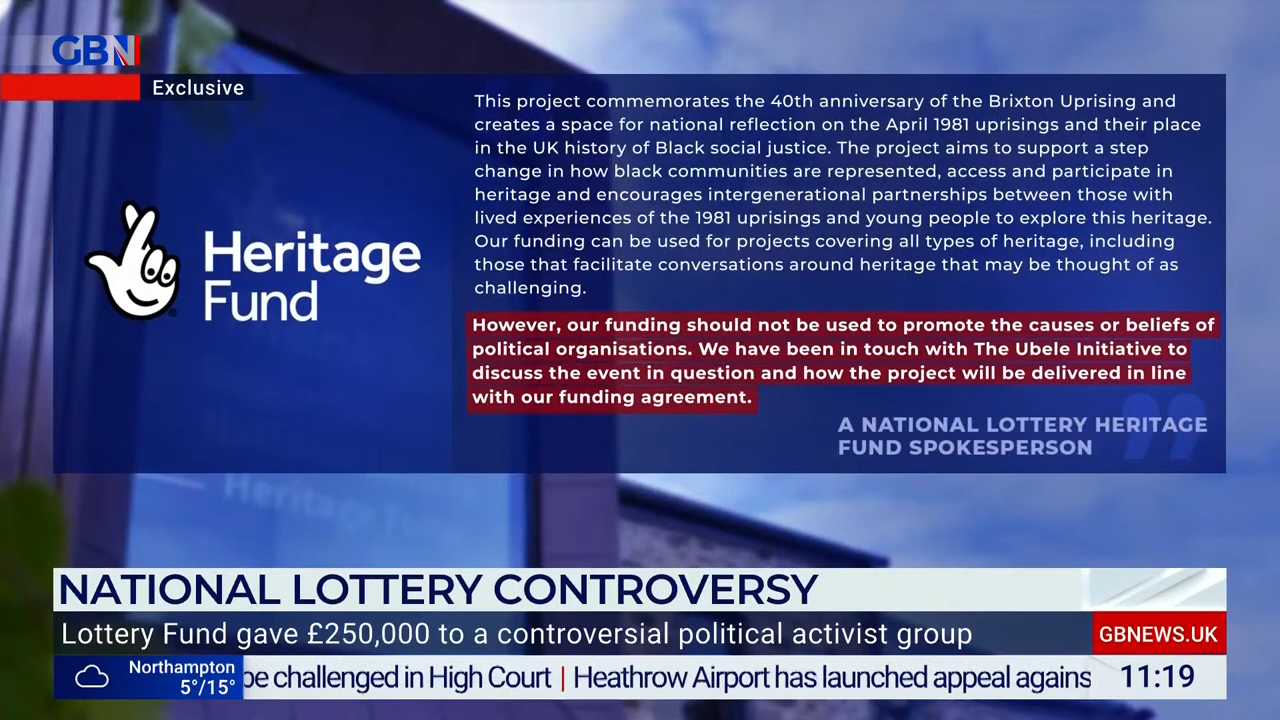 GBN
Exclusive
This project commemorates the 40th anniversary of the Brixton Uprising and
creates a space for national reflection on the April 1981 uprisings and their place
in the UK history of Black social justice. The project aims to support a step
change in how black communities are represented, access and participate in
heritage and encourages intergenerational partnerships between those with
lived experiences of the 1981 uprisings and young people to explore this heritage.
Our funding can be used for projects covering all types of heritage, including
those that facilitate conversations around heritage that may be thought of as
challenging.
Heritage
Fund
However, our funding should not be used to promote the causes or beliefs of
political organisations. We have been in touch with The Ubele Initiative to
discuss the event in question and how the project will be delivered in line
with our funding agreement.
A NATIONAL LOTTERY HERITAGE
FUND SPOKESPERSON
Heritage
NATIONAL LOTTERY CONTROVERSY
Lottery Fund gave £250,000 to a controversial political activist group
GBNEWS.UK
Northampton
5°/15°
be challenged in High Court | Heathrow Airport has launched appeal agains
11:19